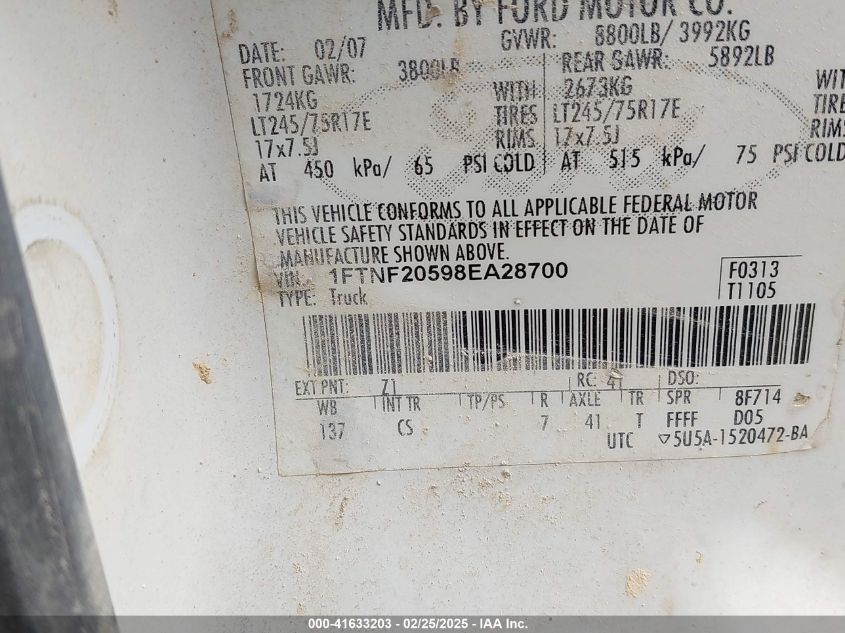 MFD. BY FORD MOTOR CO.
DATE: 02/07 GVWR: 8800LB/ 3992KG
FRONT GAWR: 3800LB REAR GAWR: 5892LB
1724KG WITH 2673KG WIT
LT245/75R17E TIRES LT245/75R17E TIRE
17x7.5J RIMS 17x7.5J RIMS
AT 450 kPa/ 65 PSI COLD AT 515 kPa/ 75 PSI COLD
THIS VEHICLE CONFORMS TO ALL APPLICABLE FEDERAL MOTOR
VEHICLE SAFETY STANDARDS IN EFFECT ON THE DATE OF
MANUFACTURE SHOWN ABOVE.
VIN: 1FTNF20598EA28700 F0313
TYPE: Truck T1105
EXT PNT: Z1 RC: 41 DSO:
WB INT TR TP/PS R AXLE TR SPR 8F714
137 CS 7 41 T FFFF D05
UTC ▽5U5A-1520472-BA
000-41633203 - 02/25/2025 - IAA Inc.